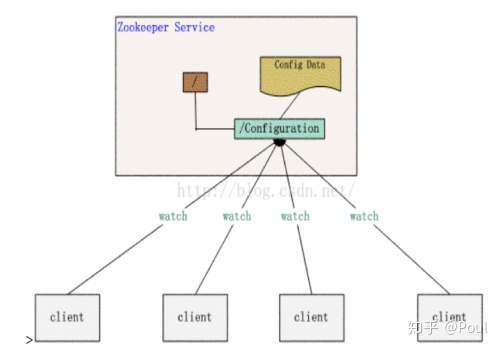 Zookeeper Service
Config Data
/
/Configuration
http://blog.csdn.net/
watch watch watch watch
client client client client
知乎 @Poul
>